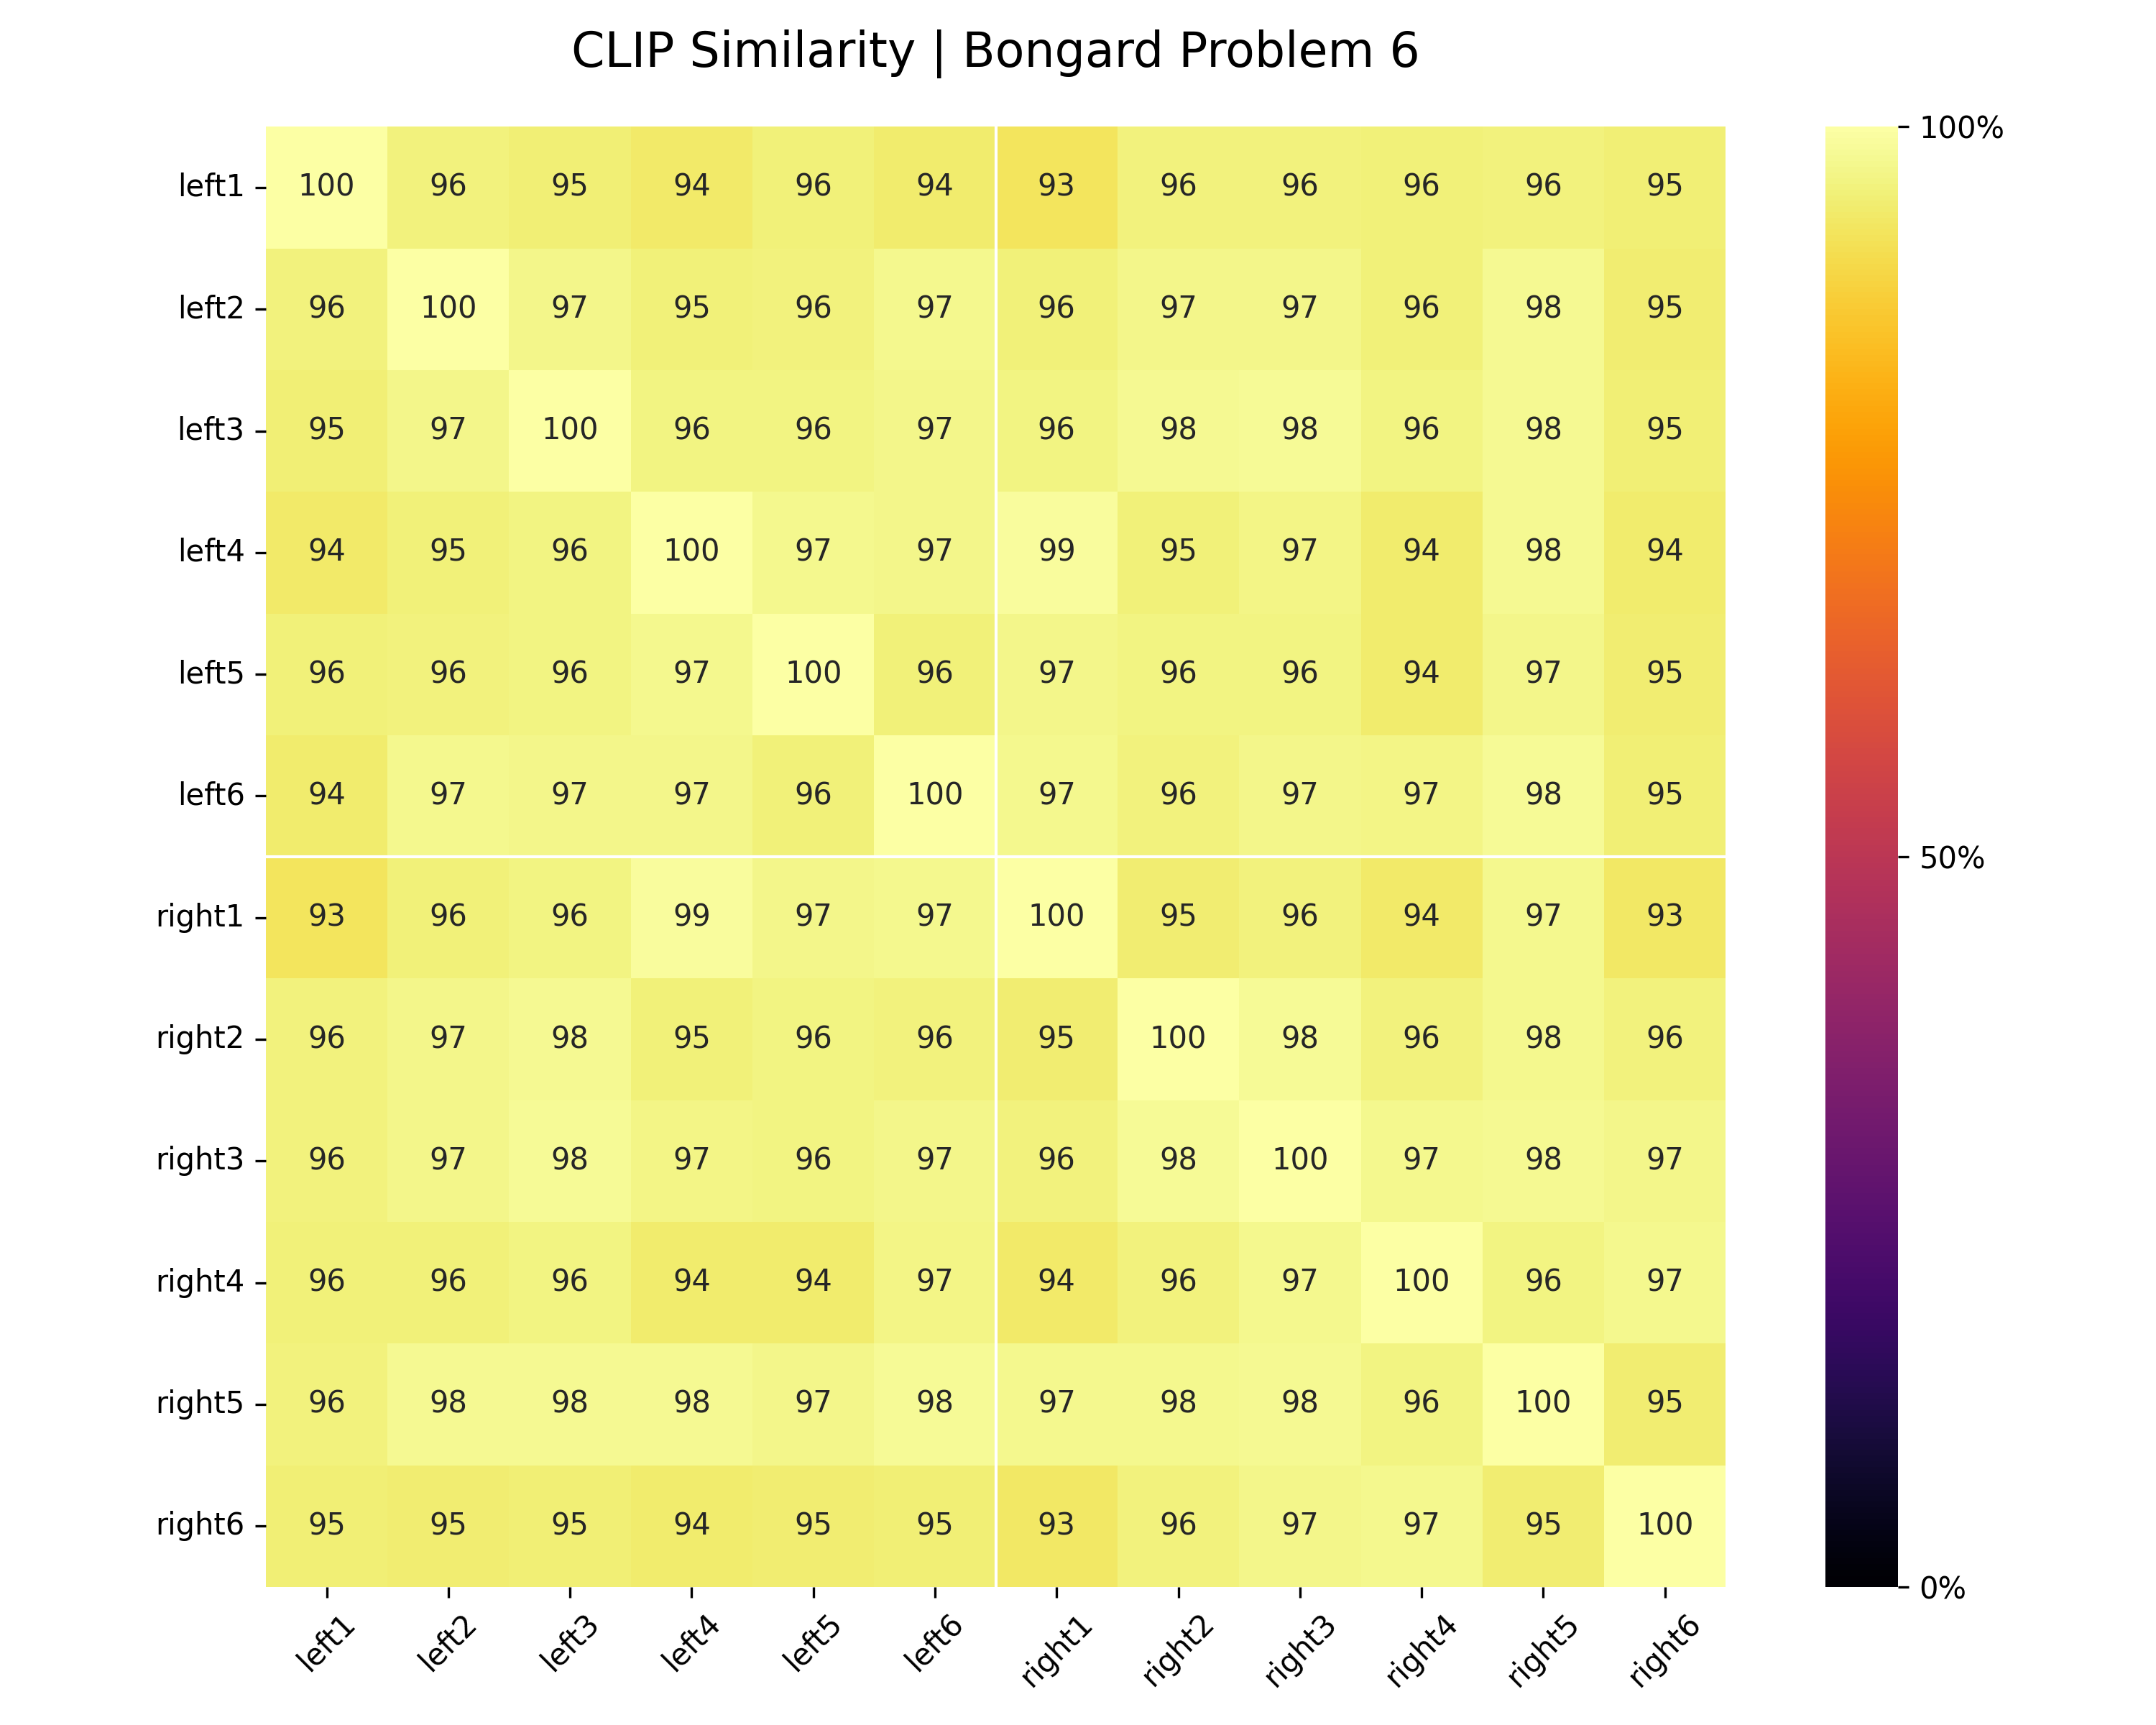 CLIP Similarity | Bongard Problem 6
100%
left1 100 96 95 94 96 94 93 96 96 96 96 95
left2 96 100 97 95 96 97 96 97 97 96 98 95
left3 95 97 100 96 96 97 96 98 98 96 98 95
left4 94 95 96 100 97 97 99 95 97 94 98 94
left5 96 96 96 97 100 96 97 96 96 94 97 95
left6 94 97 97 97 96 100 97 96 97 97 98 95
50%
right1 93 96 96 99 97 97 100 95 96 94 97 93
right2 96 97 98 95 96 96 95 100 98 96 98 96
right3 96 97 98 97 96 97 96 98 100 97 98 97
right4 96 96 96 94 94 97 94 96 97 100 96 97
right5 96 98 98 98 97 98 97 98 98 96 100 95
right6 95 95 95 94 95 95 93 96 97 97 95 100
0%
left1 left2 left3 left4 left5 left6 right1 right2 right3 right4 right5 right6